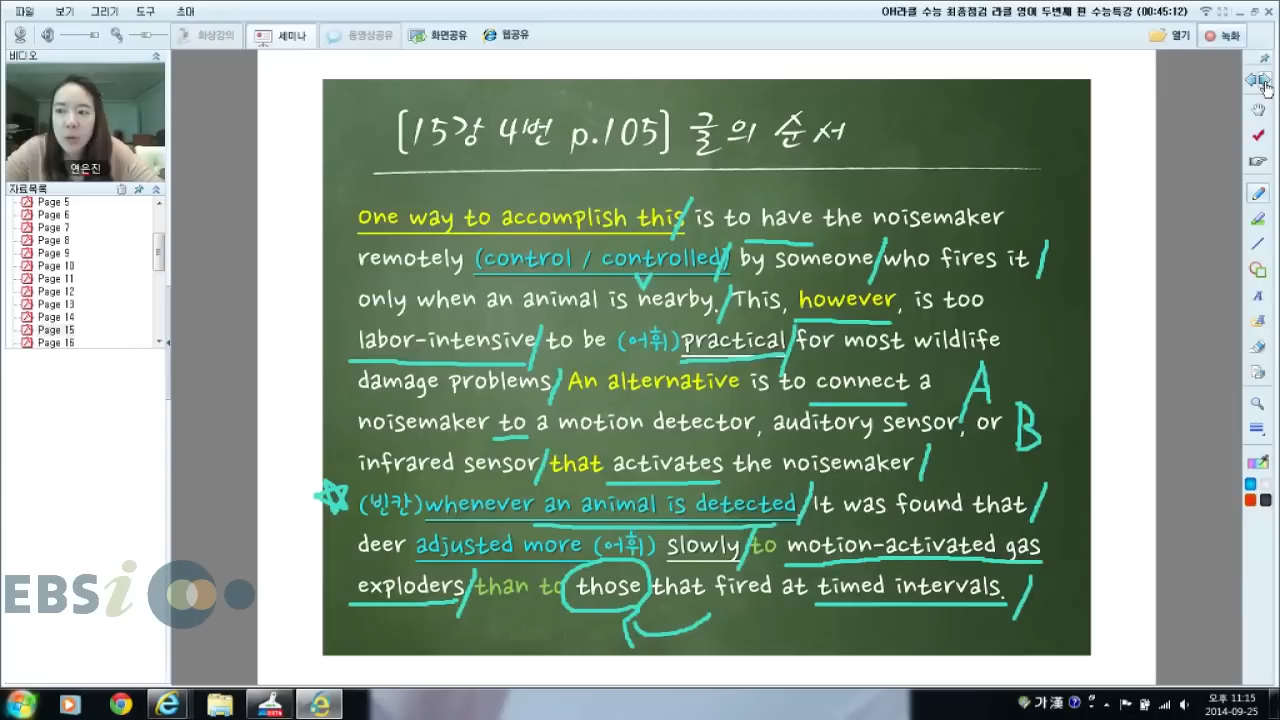 파일 보기 그리기 도구 초대 OH라클 수능 최종점검 라클 영어 두번째 편 수능특강 (00:45:12)
화상강의 세미나 동영상공유 화면공유 웹공유 열기 녹화
비디오
연은진
자료목록
Page 5
Page 6
Page 7
Page 8
Page 9
Page 10
Page 11
Page 12
Page 13
Page 14
Page 15
Page 16
[15강 4번 p.105] 글의 순서
One way to accomplish this is to have the noisemaker
remotely (control / controlled) by someone who fires it
only when an animal is nearby. This, however, is too
labor-intensive to be (어휘)practical for most wildlife
damage problems. An alternative is to connect a
noisemaker to a motion detector, auditory sensor, or
infrared sensor that activates the noisemaker
(빈칸)whenever an animal is detected. It was found that
deer adjusted more (어휘) slowly to motion-activated gas
exploders than to those that fired at timed intervals.
A
B
EBSi
가 漢
오후 11:15
2014-09-25